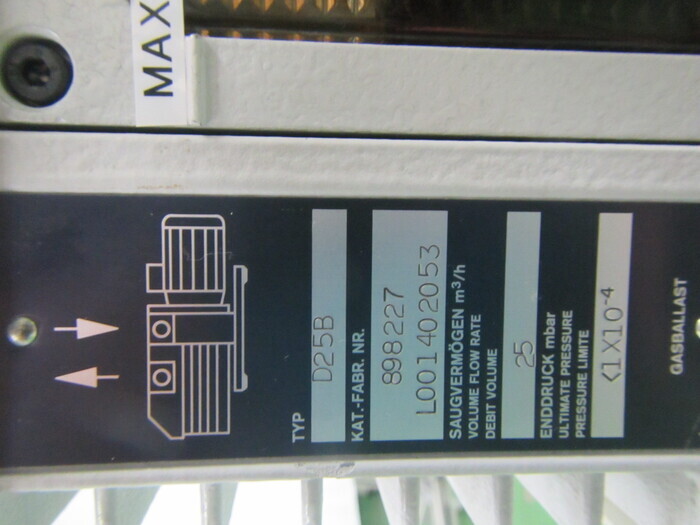 MAX
TYP
D25B
KAT.-FABR. NR.
898227
L001402053
SAUGVERMÖGEN m³/h
VOLUME FLOW RATE
DEBIT VOLUME
25
ENDDRUCK mbar
ULTIMATE PRESSURE
PRESSURE LIMITE
<1X10⁻⁴
GASBALLAST